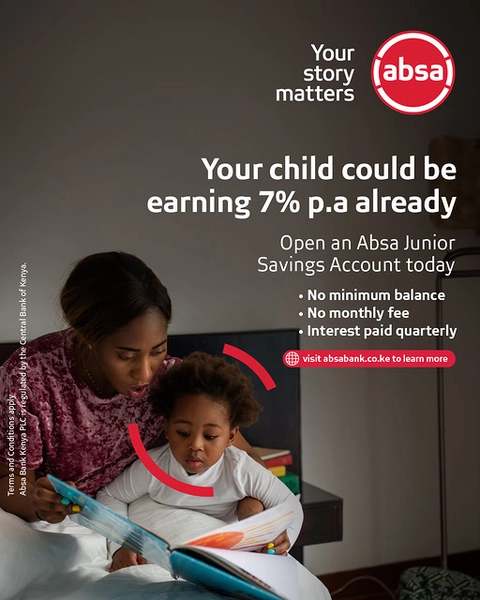 Your
story
matters
absa
Your child could be
earning 7% p.a already
Open an Absa Junior
Savings Account today
• No minimum balance
• No monthly fee
• Interest paid quarterly
visit absabank.co.ke to learn more
Terms and Conditions apply.
Absa Bank Kenya PLC is regulated by the Central Bank of Kenya.